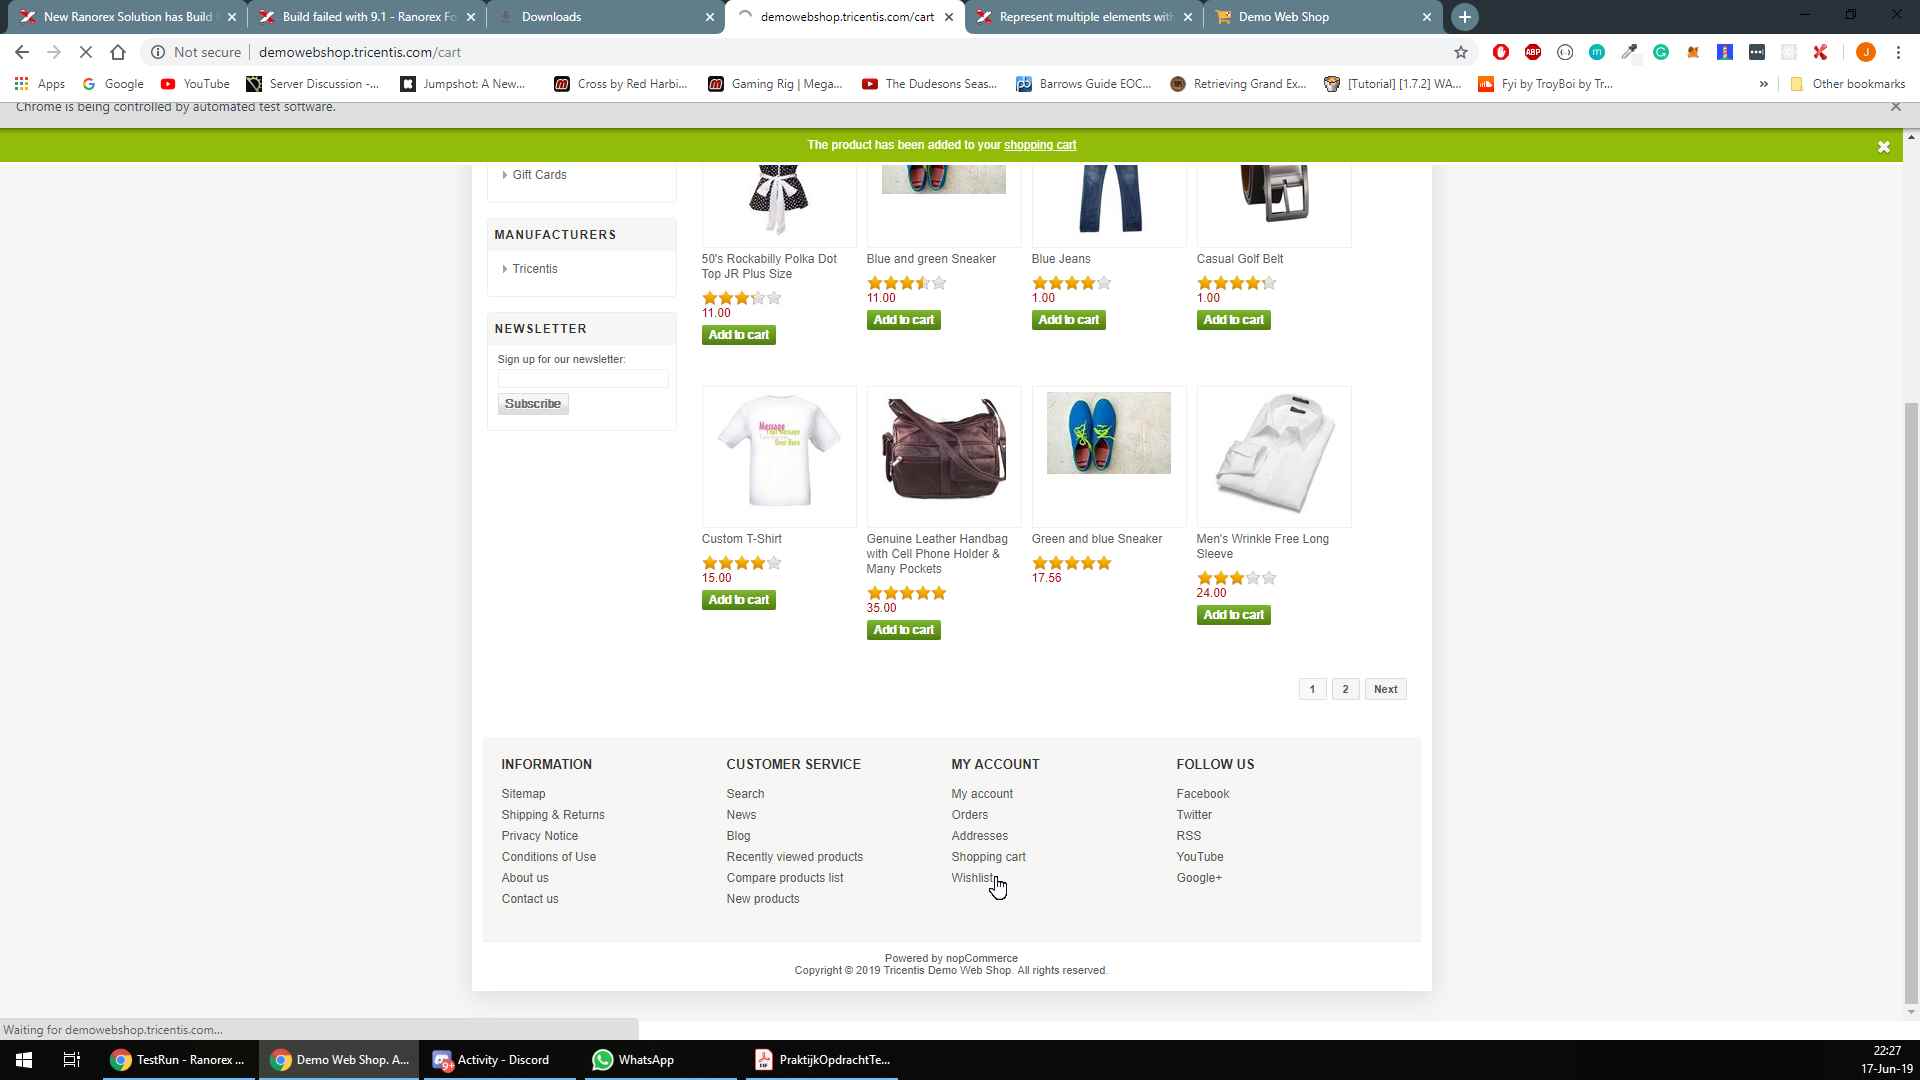 New Ranorex Solution has Build
Build failed with 9.1 - Ranorex Fo
Downloads
demowebshop.tricentis.com/cart
Represent multiple elements with
Demo Web Shop
Not secure
demowebshop.tricentis.com/cart
Apps
Google
YouTube
Server Discussion -...
Jumpshot: A New...
Cross by Red Harbi...
Gaming Rig | Mega...
The Dudesons Seas...
Barrows Guide EOC...
Retrieving Grand Ex...
[Tutorial] [1.7.2] WA...
Fyi by TroyBoi by Tr...
»
Other bookmarks
Chrome is being controlled by automated test software.
The product has been added to your shopping cart
Gift Cards
MANUFACTURERS
Tricentis
NEWSLETTER
Sign up for our newsletter:
Subscribe
50's Rockabilly Polka Dot
Top JR Plus Size
11.00
Add to cart
Blue and green Sneaker
11.00
Add to cart
Blue Jeans
1.00
Add to cart
Casual Golf Belt
1.00
Add to cart
Message
Over Here
Custom T-Shirt
15.00
Add to cart
Genuine Leather Handbag
with Cell Phone Holder &
Many Pockets
35.00
Add to cart
Green and blue Sneaker
17.56
Men's Wrinkle Free Long
Sleeve
24.00
Add to cart
1
2
Next
INFORMATION
Sitemap
Shipping & Returns
Privacy Notice
Conditions of Use
About us
Contact us
CUSTOMER SERVICE
Search
News
Blog
Recently viewed products
Compare products list
New products
MY ACCOUNT
My account
Orders
Addresses
Shopping cart
Wishlist
FOLLOW US
Facebook
Twitter
RSS
YouTube
Google+
Powered by nopCommerce
Copyright © 2019 Tricentis Demo Web Shop. All rights reserved.
Waiting for demowebshop.tricentis.com...
TestRun - Ranorex ...
Demo Web Shop. A...
9+
Activity - Discord
WhatsApp
PraktijkOpdrachtTe...
22:27
17-Jun-19